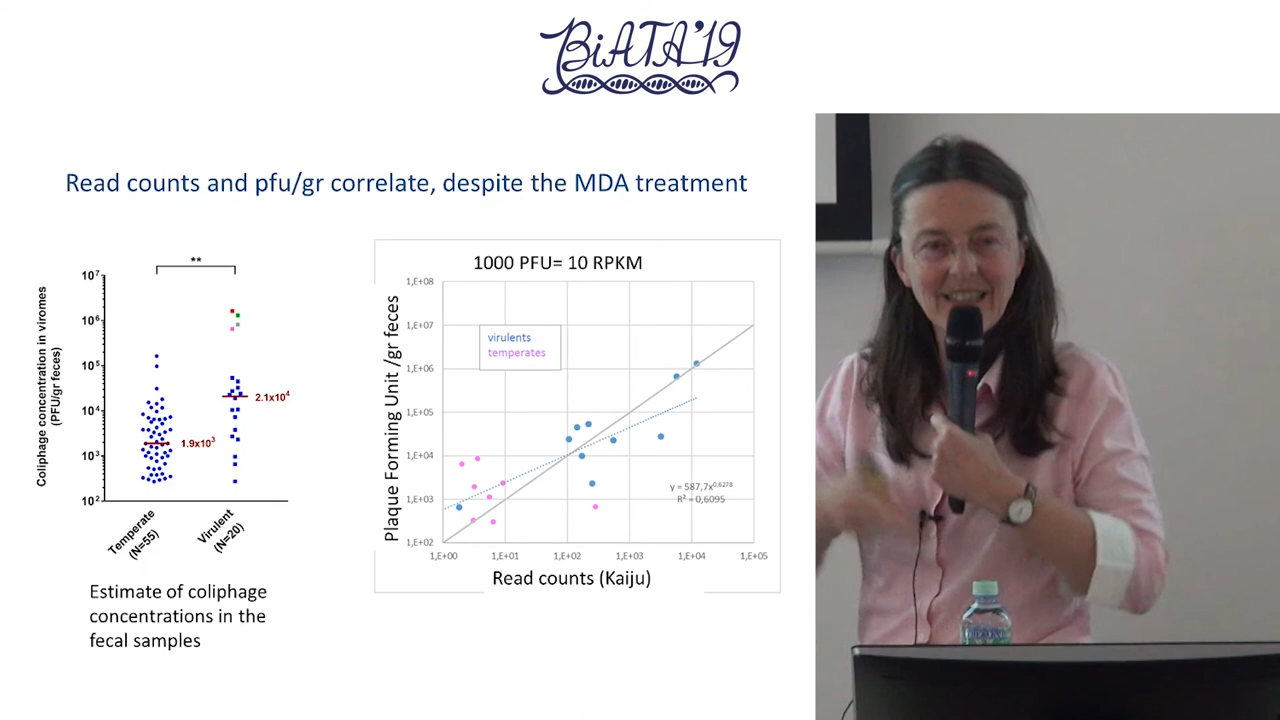 BiATA'19
Read counts and pfu/gr correlate, despite the MDA treatment
Coliphage concentration in viromes
(PFU/gr feces)
**
10⁷
10⁶
10⁵
10⁴
10³
10²
2.1x10⁴
1.9x10³
Temperate
(N=55)
Virulent
(N=20)
Estimate of coliphage
concentrations in the
fecal samples
1000 PFU= 10 RPKM
Plaque Forming Unit /gr feces
1,E+08
1,E+07
1,E+06
1,E+05
1,E+04
1,E+03
1,E+02
virulents
temperates
y = 587,7x⁰,⁶²⁷⁸
R² = 0,6095
1,E+00 1,E+01 1,E+02 1,E+03 1,E+04 1,E+05
Read counts (Kaiju)